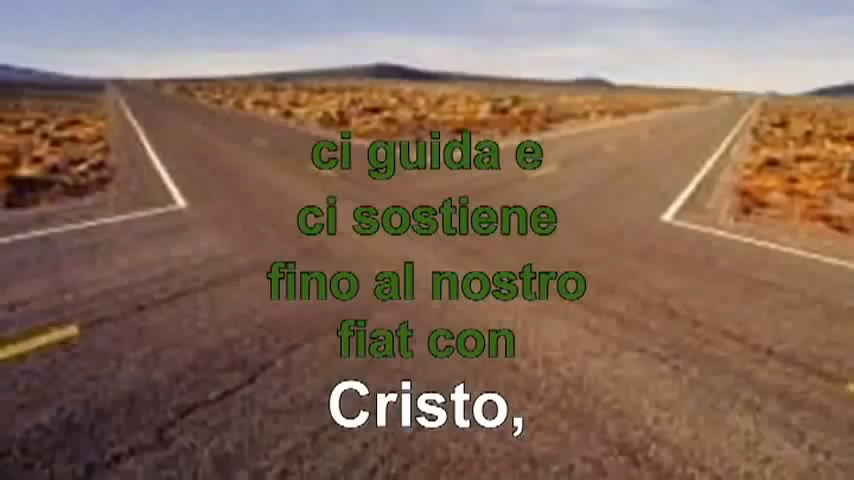 ci guida e
ci sostiene
fino al nostro
fiat con
Cristo,